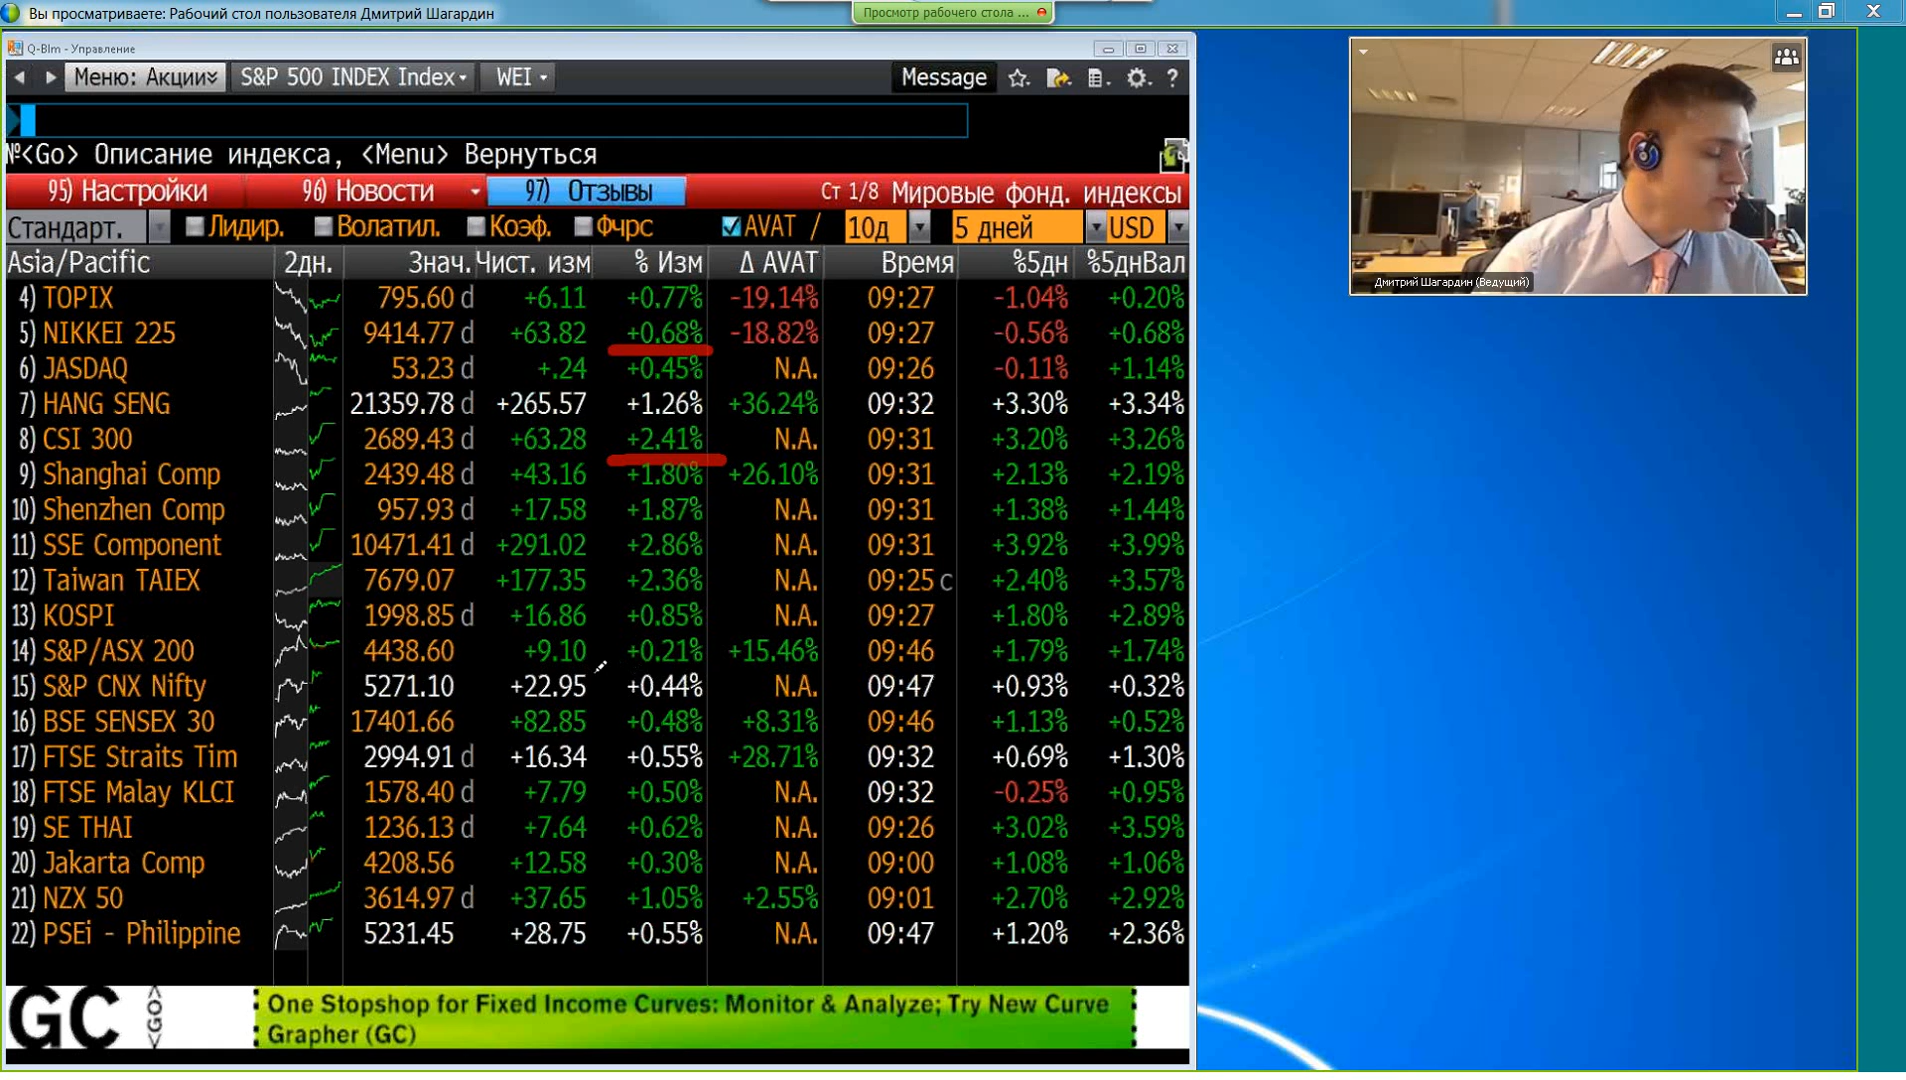 Вы просматриваете: Рабочий стол пользователя Дмитрий Шагардин
Просмотр рабочего стола ...
Q-Blm - Управление
Меню: Акции S&P 500 INDEX Index WEI Message ?
№<Go> Описание индекса, <Menu> Вернуться
95) Настройки 96) Новости 97) Отзывы Ст 1/8 Мировые фонд. индексы
Стандарт. Лидир. Волатил. Коэф. Фчрс AVAT / 10д 5 дней USD
Asia/Pacific 2дн. Знач. Чист. изм % Изм Δ AVAT Время %5дн %5днВал
4) TOPIX 795.60 d +6.11 +0.77% -19.14% 09:27 -1.04% +0.20%
5) NIKKEI 225 9414.77 d +63.82 +0.68% -18.82% 09:27 -0.56% +0.68%
6) JASDAQ 53.23 d +.24 +0.45% N.A. 09:26 -0.11% +1.14%
7) HANG SENG 21359.78 d +265.57 +1.26% +36.24% 09:32 +3.30% +3.34%
8) CSI 300 2689.43 d +63.28 +2.41% N.A. 09:31 +3.20% +3.26%
9) Shanghai Comp 2439.48 d +43.16 +1.80% +26.10% 09:31 +2.13% +2.19%
10) Shenzhen Comp 957.93 d +17.58 +1.87% N.A. 09:31 +1.38% +1.44%
11) SSE Component 10471.41 d +291.02 +2.86% N.A. 09:31 +3.92% +3.99%
12) Taiwan TAIEX 7679.07 +177.35 +2.36% N.A. 09:25 c +2.40% +3.57%
13) KOSPI 1998.85 d +16.86 +0.85% N.A. 09:27 +1.80% +2.89%
14) S&P/ASX 200 4438.60 +9.10 +0.21% +15.46% 09:46 +1.79% +1.74%
15) S&P CNX Nifty 5271.10 +22.95 +0.44% N.A. 09:47 +0.93% +0.32%
16) BSE SENSEX 30 17401.66 +82.85 +0.48% +8.31% 09:46 +1.13% +0.52%
17) FTSE Straits Tim 2994.91 d +16.34 +0.55% +28.71% 09:32 +0.69% +1.30%
18) FTSE Malay KLCI 1578.40 d +7.79 +0.50% N.A. 09:32 -0.25% +0.95%
19) SE THAI 1236.13 d +7.64 +0.62% N.A. 09:26 +3.02% +3.59%
20) Jakarta Comp 4208.56 +12.58 +0.30% N.A. 09:00 +1.08% +1.06%
21) NZX 50 3614.97 d +37.65 +1.05% +2.55% 09:01 +2.70% +2.92%
22) PSEi - Philippine 5231.45 +28.75 +0.55% N.A. 09:47 +1.20% +2.36%
GC <GO> One Stopshop for Fixed Income Curves: Monitor & Analyze; Try New Curve
Grapher (GC)
Дмитрий Шагардин (Ведущий)